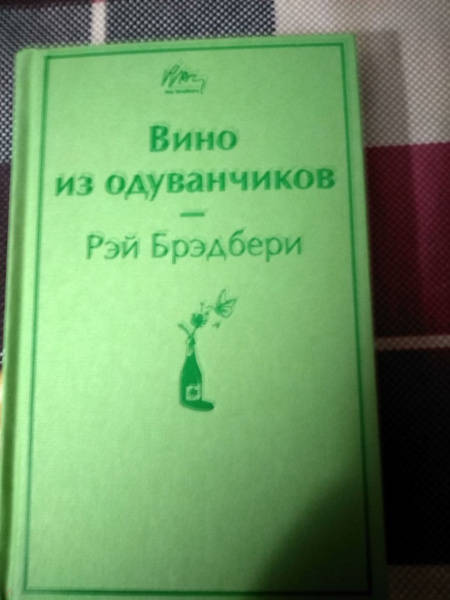 Вино
из одуванчиков
Рэй Брэдбери